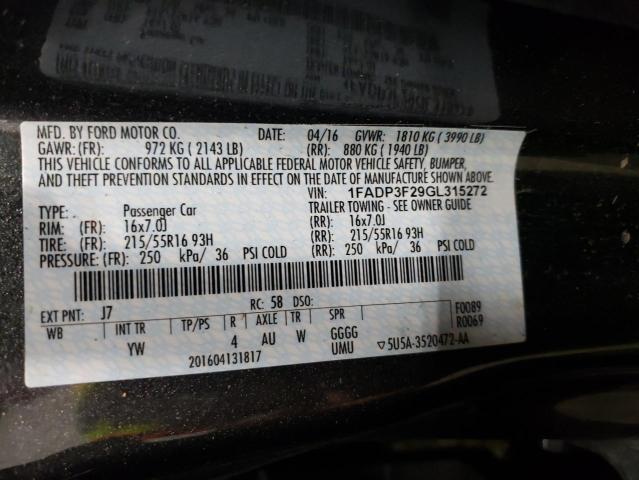 Passenger Car
MFD. BY FORD MOTOR CO. DATE: 04/16 GVWR: 1810 KG ( 3990 LB)
GAWR: (FR): 972 KG ( 2143 LB) (RR): 880 KG ( 1940 LB)
THIS VEHICLE CONFORMS TO ALL APPLICABLE FEDERAL MOTOR VEHICLE SAFETY, BUMPER,
AND THEFT PREVENTION STANDARDS IN EFFECT ON THE DATE OF MANUFACTURE SHOWN ABOVE.
VIN: 1FADP3F29GL315272
TYPE: Passenger Car TRAILER TOWING - SEE OWNER GUIDE
RIM: (FR) 16x7.0J (RR) 16x7.0J
TIRE: (FR) 215/55R16 93H (RR) 215/55R16 93H
PRESSURE: (FR) 250 kPa/ 36 PSI COLD (RR) 250 kPa/ 36 PSI COLD
EXT PNT: J7 RC: 58 DSO: F0089
WB INT TR TP/PS R AXLE TR SPR R0069
YW 4 AU W GGGG
201604131817 UMU ▽5U5A-3520472-AA